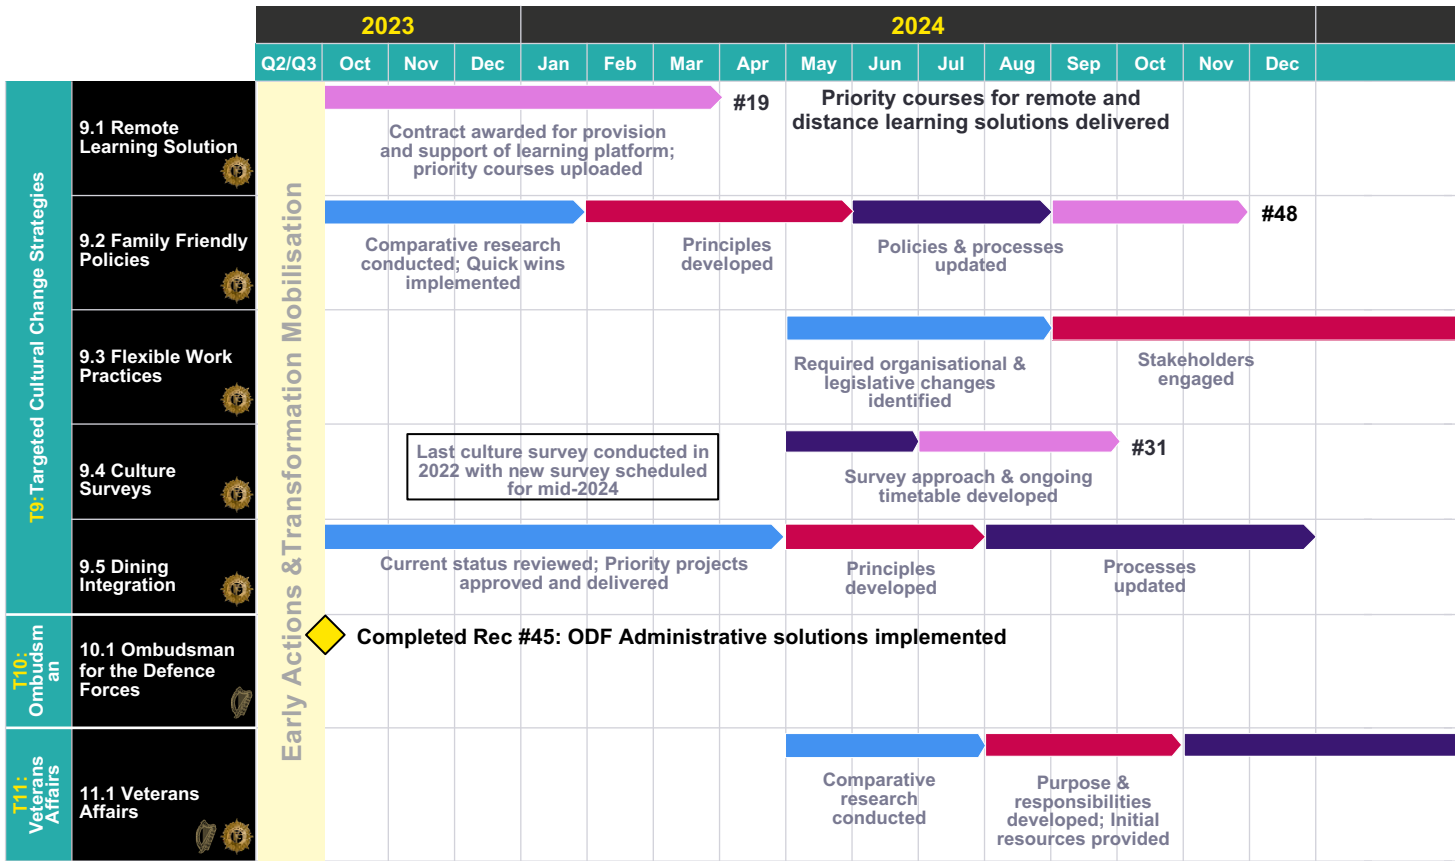 2023
2024
Q2/Q3 Oct Nov Dec Jan Feb Mar Apr May Jun Jul Aug Sep Oct Nov Dec
Early Actions & Transformation Mobilisation
T9: Targeted Cultural Change Strategies
9.1 Remote
Learning Solution
#19
Contract awarded for provision
and support of learning platform;
priority courses uploaded
Priority courses for remote and
distance learning solutions delivered
9.2 Family Friendly
Policies
Comparative research
conducted; Quick wins
implemented
Principles
developed
Policies & processes
updated
#48
9.3 Flexible Work
Practices
Required organisational &
legislative changes
identified
Stakeholders
engaged
9.4 Culture
Surveys
Last culture survey conducted in
2022 with new survey scheduled
for mid-2024
Survey approach & ongoing
timetable developed
#31
9.5 Dining
Integration
Current status reviewed; Priority projects
approved and delivered
Principles
developed
Processes
updated
T10:
Ombudsm
an
10.1 Ombudsman
for the Defence
Forces
Completed Rec #45: ODF Administrative solutions implemented
T11:
Veterans
Affairs
11.1 Veterans
Affairs
Comparative
research
conducted
Purpose &
responsibilities
developed; Initial
resources provided